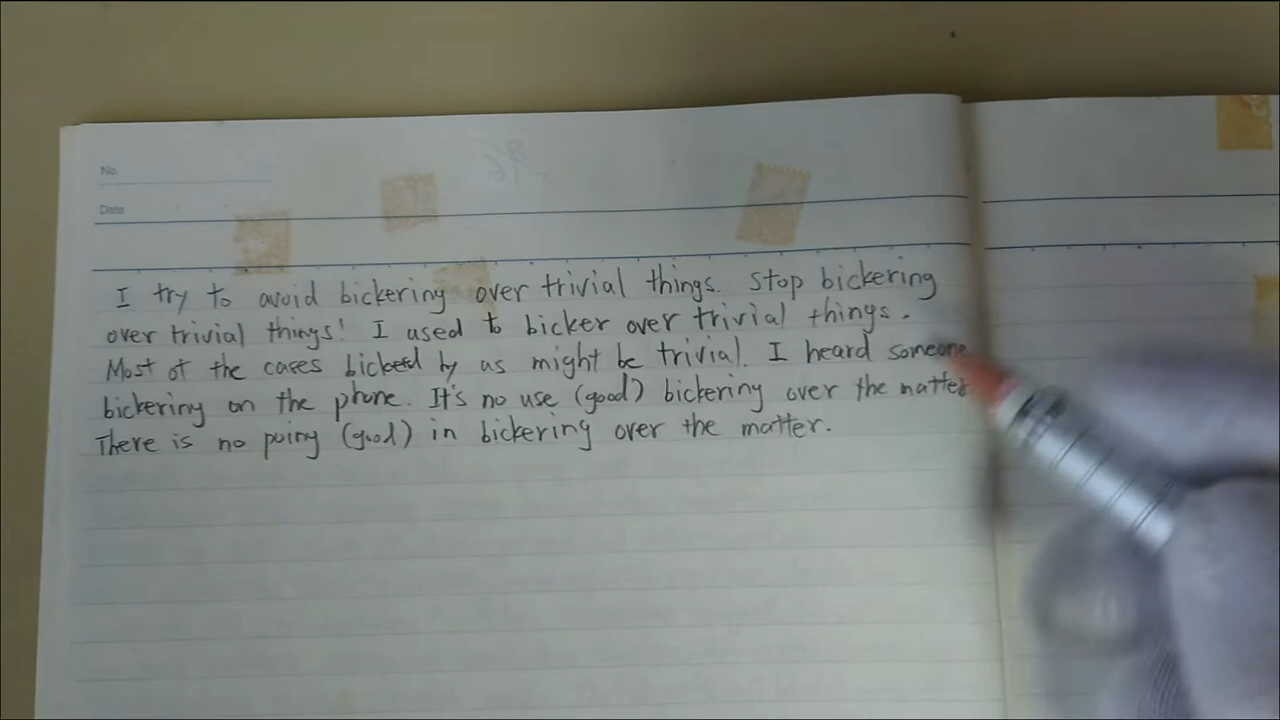 No.
Date
I try to avoid bickering over trivial things. Stop bickering
over trivial things! I used to bicker over trivial things.
Most of the cases bickeed by us might be trivial. I heard someone
bickering on the phone. It's no use (good) bickering over the matter
There is no poing (good) in bickering over the matter.